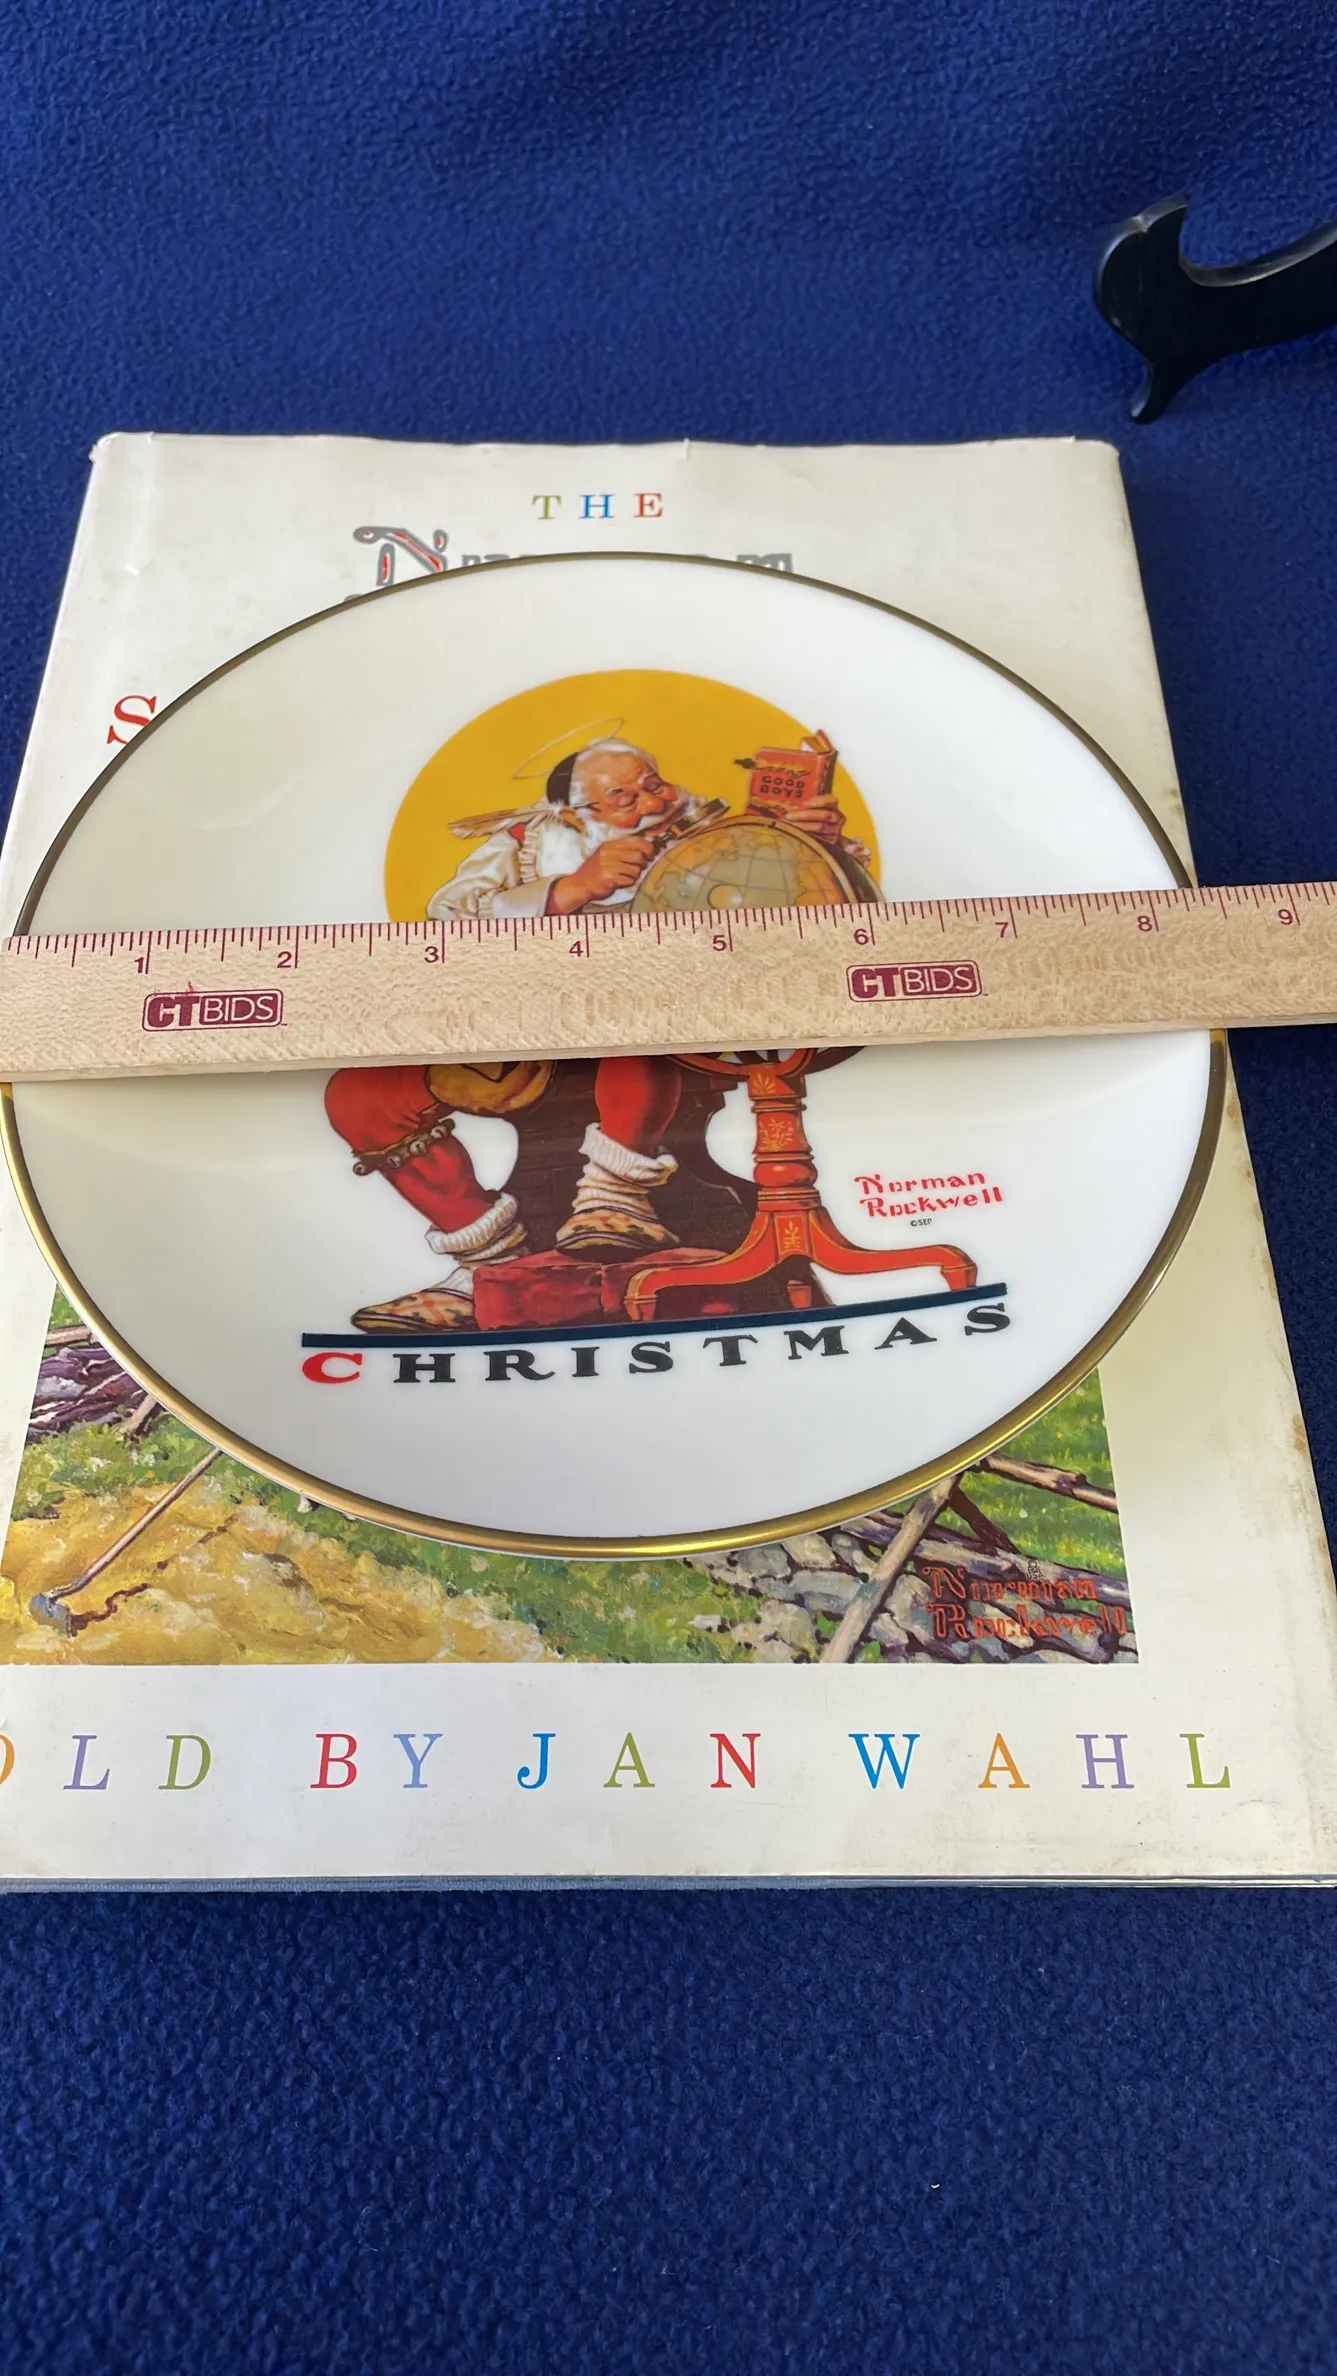 THE
S
GOOD
BOYS
1 2 3 4 5 6 7 8 9
CTBIDS CTBIDS
Norman
Rockwell
©SEP
CHRISTMAS
Norman
Rockwell
OLD BY JAN WAHL